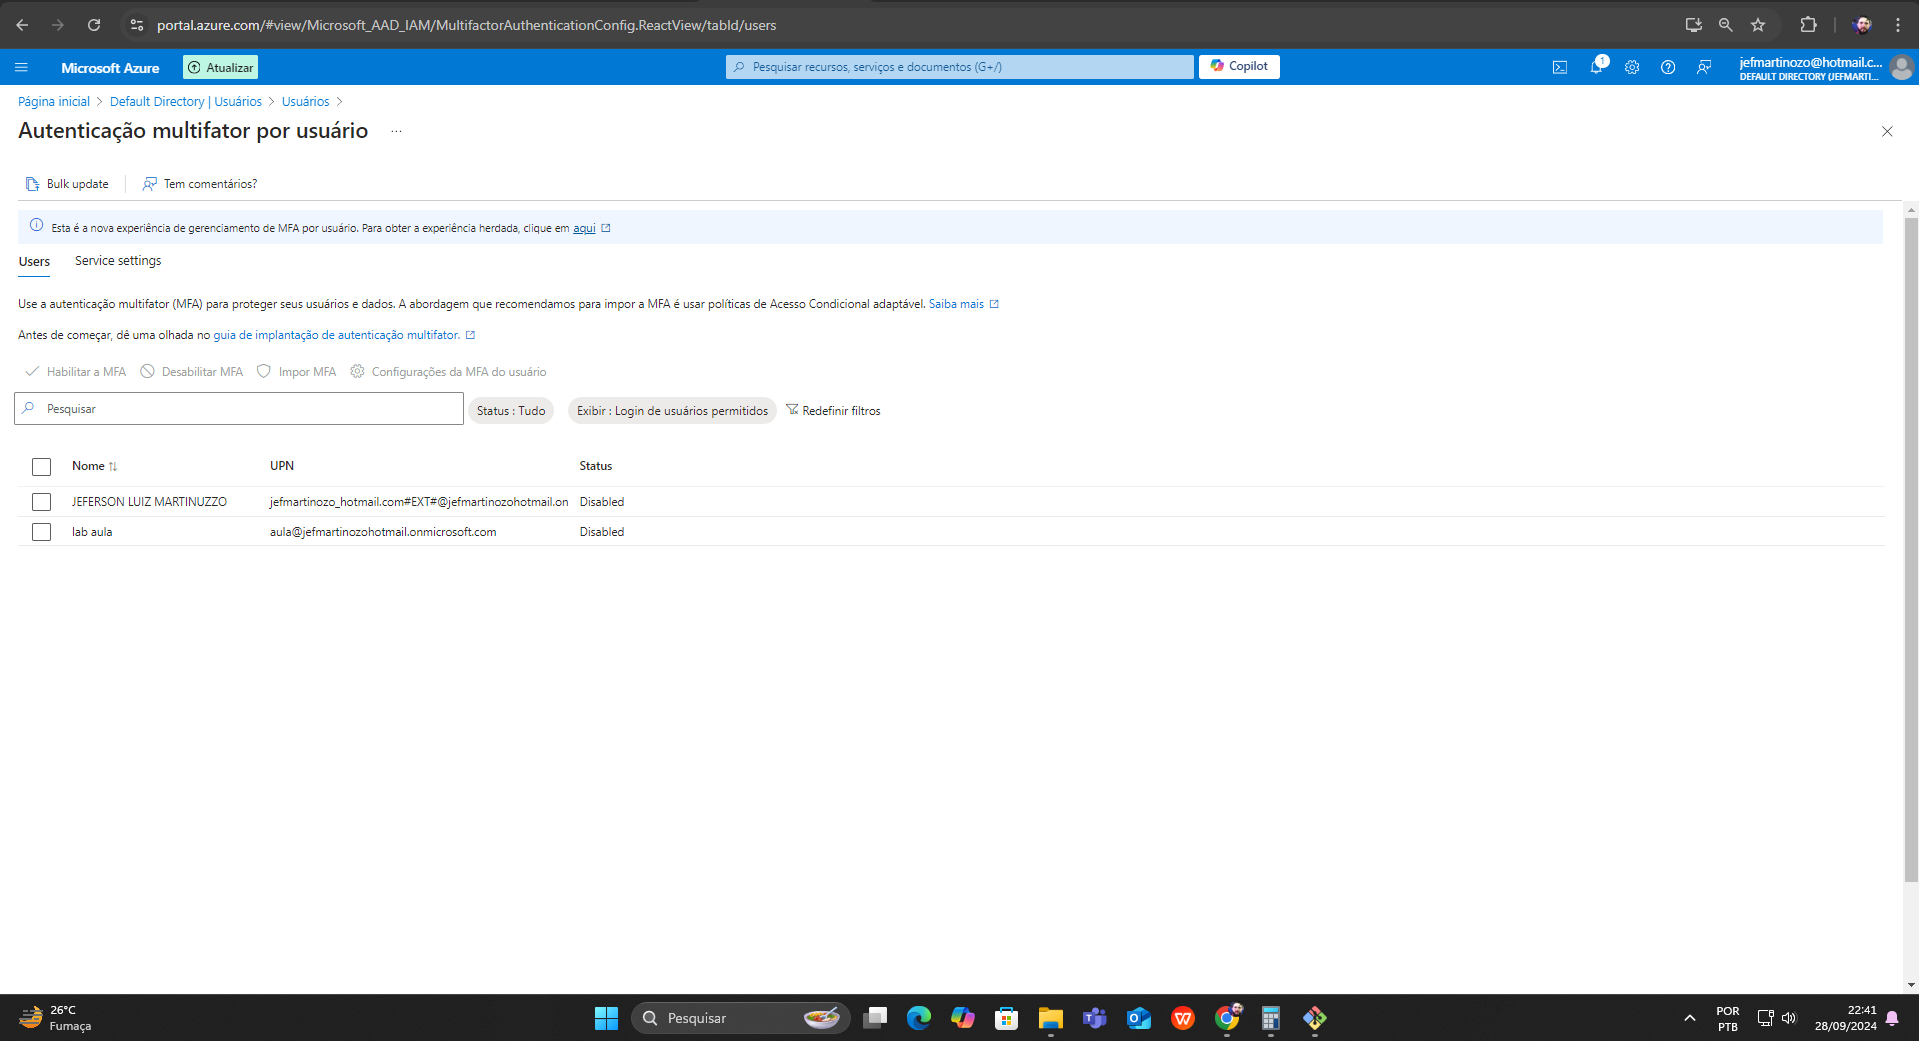 portal.azure.com/#view/Microsoft_AAD_IAM/MultifactorAuthenticationConfig.ReactView/tabId/users
Microsoft Azure
Atualizar
Pesquisar recursos, serviços e documentos (G+/)
Copilot
1
jefmartinozo@hotmail.c...
DEFAULT DIRECTORY (JEFMARTI...
Página inicial > Default Directory | Usuários > Usuários >
Autenticação multifator por usuário ...
Bulk update
Tem comentários?
Esta é a nova experiência de gerenciamento de MFA por usuário. Para obter a experiência herdada, clique em aqui
Users
Service settings
Use a autenticação multifator (MFA) para proteger seus usuários e dados. A abordagem que recomendamos para impor a MFA é usar políticas de Acesso Condicional adaptável. Saiba mais
Antes de começar, dê uma olhada no guia de implantação de autenticação multifator.
Habilitar a MFA
Desabilitar MFA
Impor MFA
Configurações da MFA do usuário
Pesquisar
Status : Tudo
Exibir : Login de usuários permitidos
Redefinir filtros
Nome
UPN
Status
JEFERSON LUIZ MARTINUZZO
jefmartinozo_hotmail.com#EXT#@jefmartinozohotmail.on
Disabled
lab aula
aula@jefmartinozohotmail.onmicrosoft.com
Disabled
26°C
Fumaça
Pesquisar
POR
PTB
22:41
28/09/2024